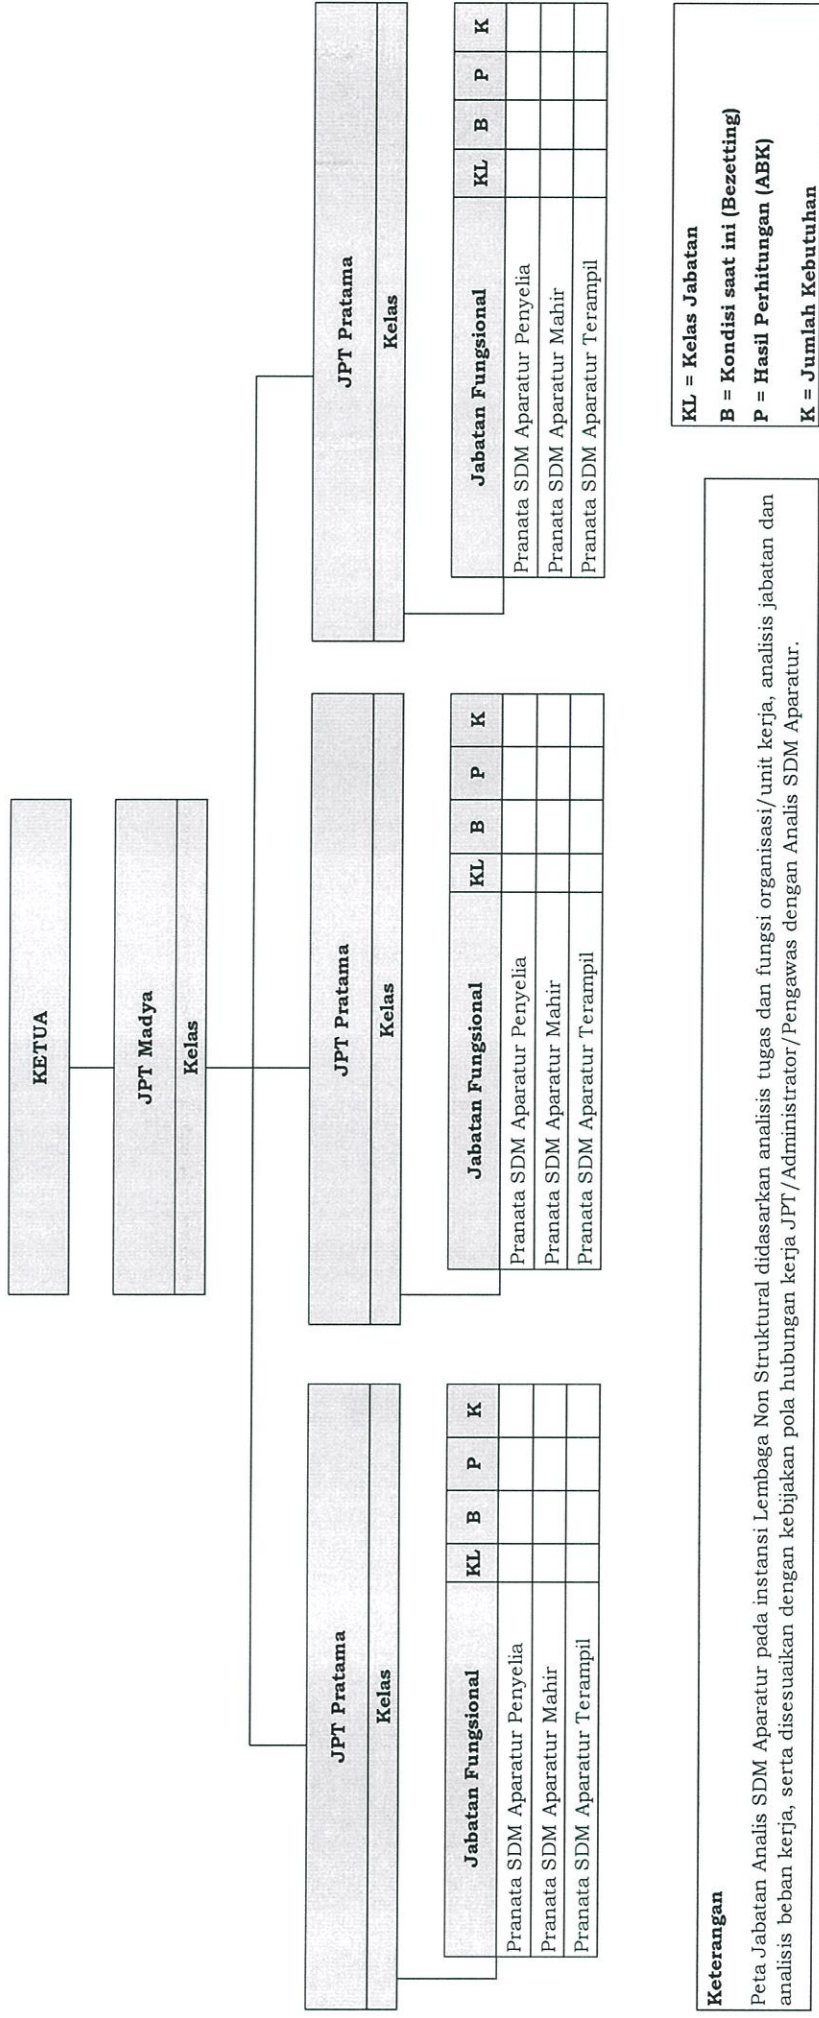 KETUA
JPT Madya
Kelas
JPT Pratama
Kelas
Jabatan Fungsional KL B P K
Pranata SDM Aparatur Penyelia
Pranata SDM Aparatur Mahir
Pranata SDM Aparatur Terampil
JPT Pratama
Kelas
Jabatan Fungsional KL B P K
Pranata SDM Aparatur Penyelia
Pranata SDM Aparatur Mahir
Pranata SDM Aparatur Terampil
JPT Pratama
Kelas
Jabatan Fungsional KL B P K
Pranata SDM Aparatur Penyelia
Pranata SDM Aparatur Mahir
Pranata SDM Aparatur Terampil
Keterangan
Peta Jabatan Analis SDM Aparatur pada instansi Lembaga Non Struktural didasarkan analisis tugas dan fungsi organisasi/unit kerja, analisis jabatan dan
analisis beban kerja, serta disesuaikan dengan kebijakan pola hubungan kerja JPT/Administrator/Pengawas dengan Analis SDM Aparatur.
KL = Kelas Jabatan
B = Kondisi saat ini (Bezetting)
P = Hasil Perhitungan (ABK)
K = Jumlah Kebutuhan